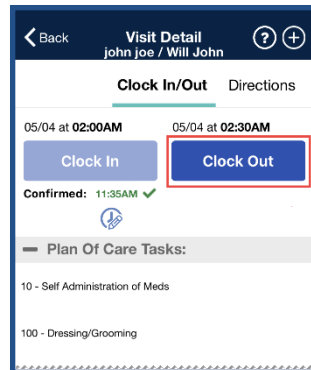 Back Visit Detail ?
john joe / Will John
Clock In/Out Directions
05/04 at 02:00AM 05/04 at 02:30AM
Clock In Clock Out
Confirmed: 11:35AM
Plan Of Care Tasks:
10 - Self Administration of Meds
100 - Dressing/Grooming